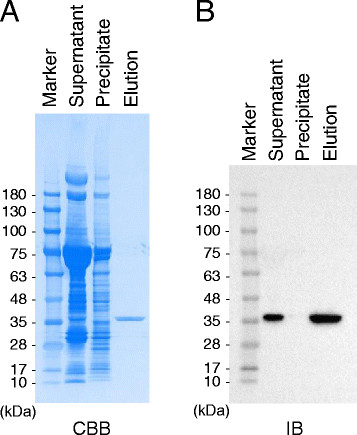 A
Marker
Supernatant
Precipitate
Elution
180 -
130 -
100 -
75 -
63 -
48 -
35 -
28 -
17 -
10 -
(kDa)
CBB
B
Marker
Supernatant
Precipitate
Elution
180 -
130 -
100 -
75 -
63 -
48 -
35 -
28 -
17 -
10 -
(kDa)
IB